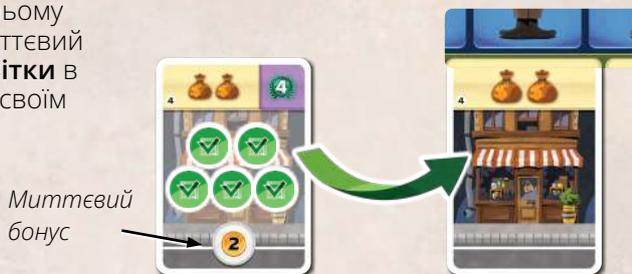 ьому
ттєвий
ітки в
своїм
4
4
4
Миттєвий
бонус
2